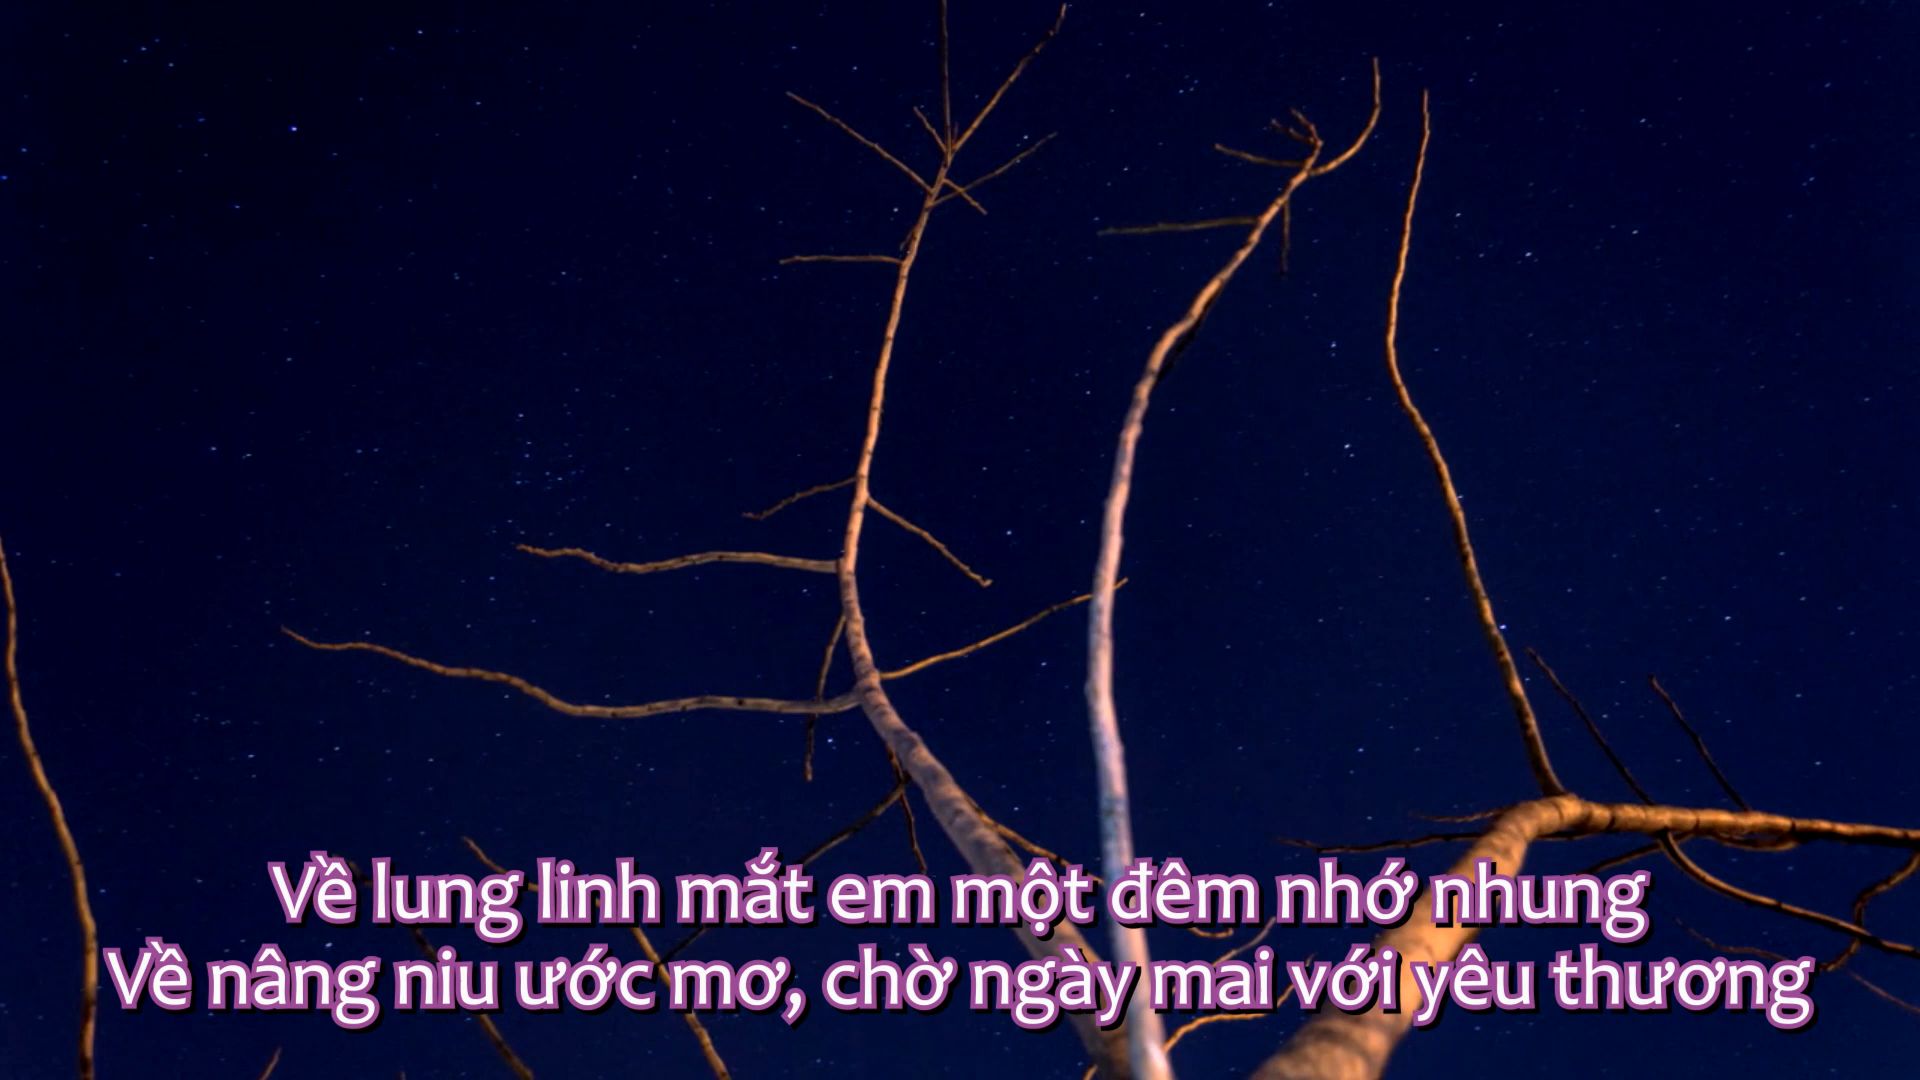 Về lung linh mắt em một đêm nhớ nhung
Về nâng niu ước mơ, chờ ngày mai với yêu thương